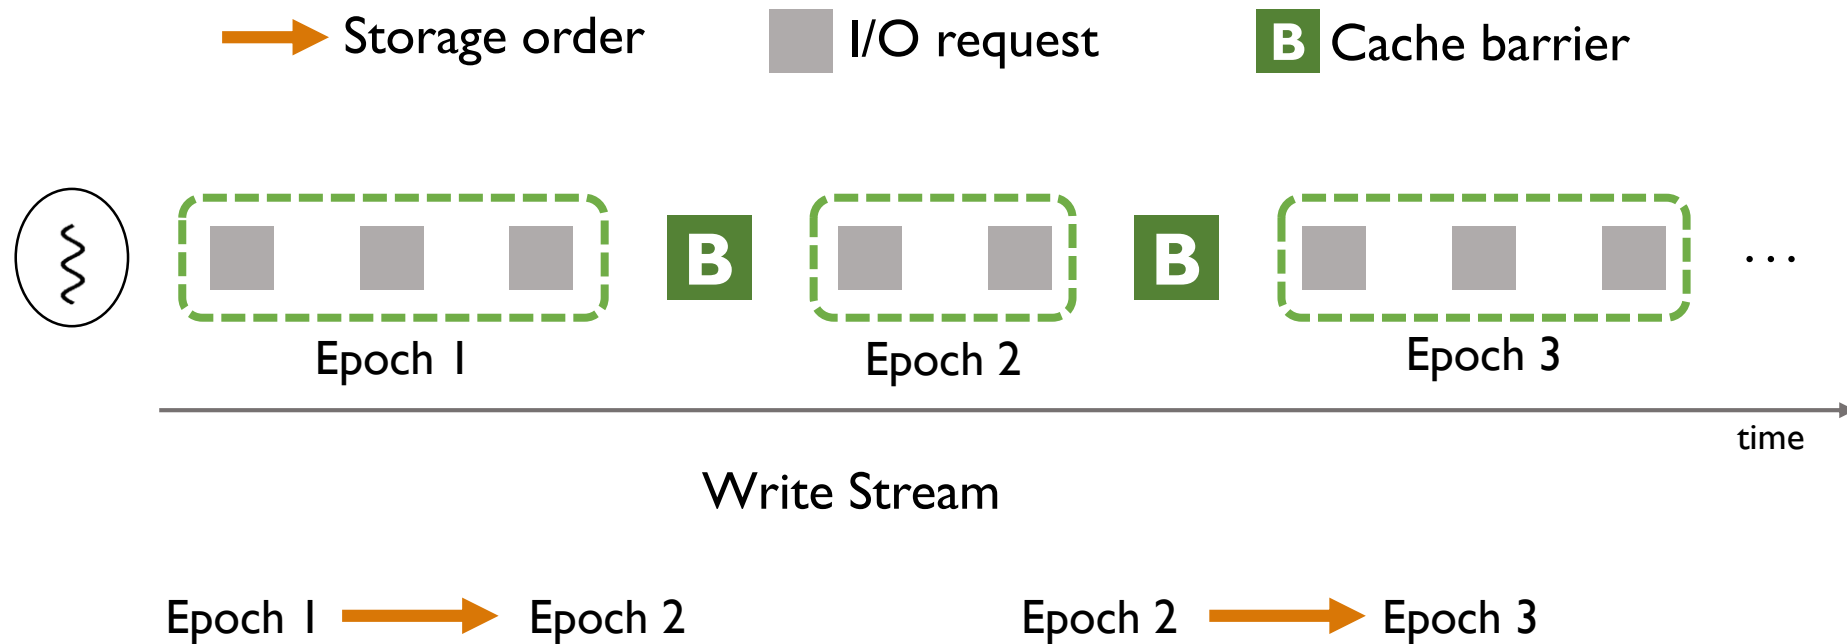 Storage order I/O request B Cache barrier
B B ...
Epoch 1 Epoch 2 Epoch 3
time
Write Stream
Epoch 1 Epoch 2 Epoch 2 Epoch 3